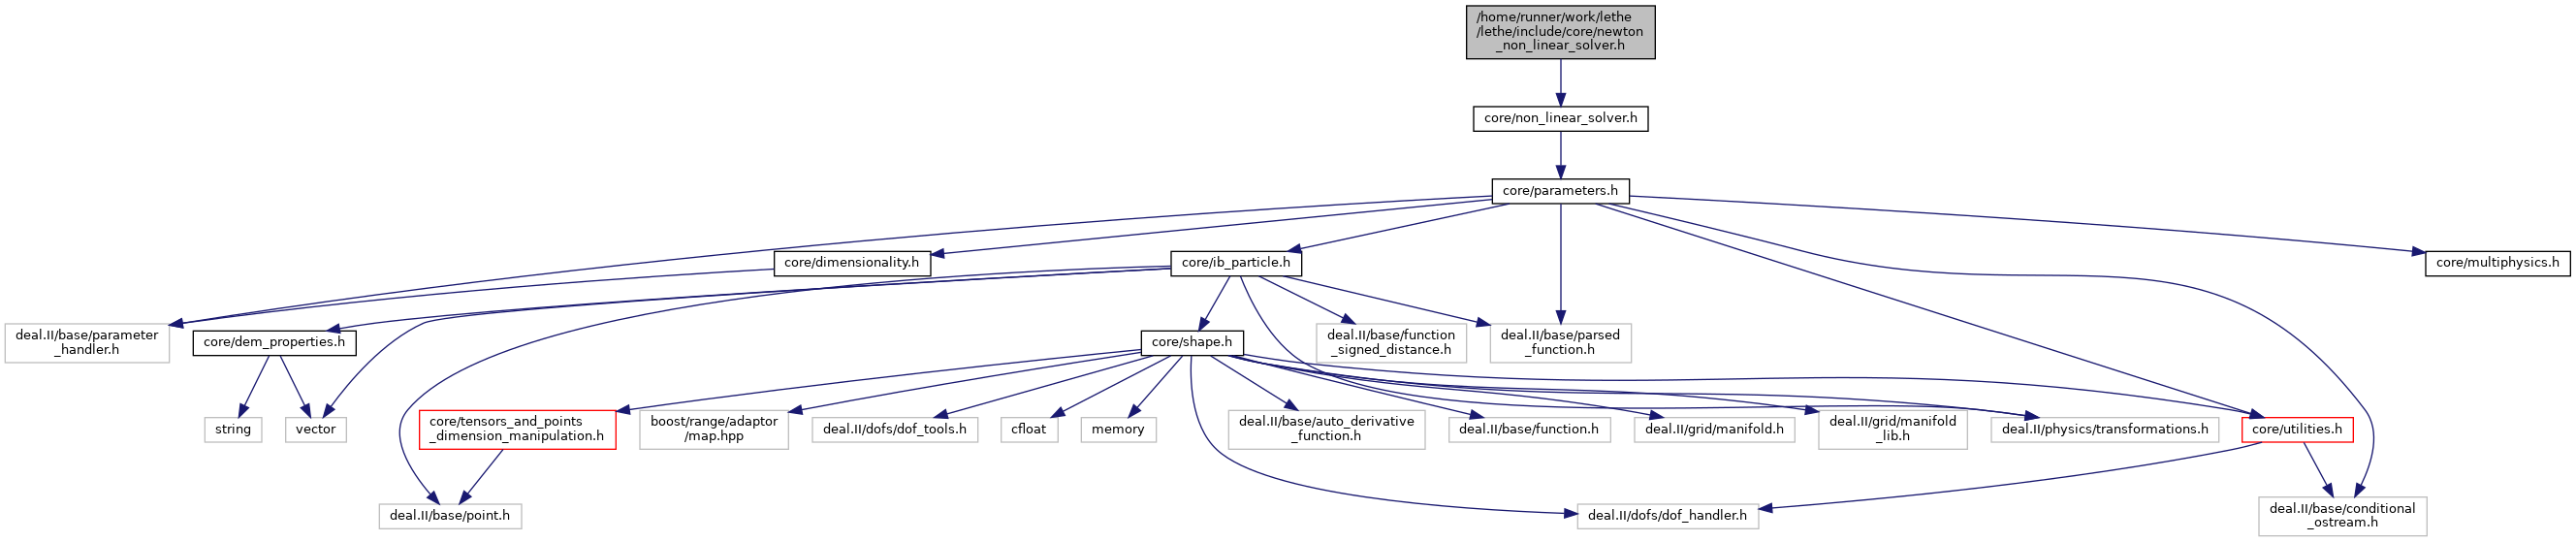 /home/runner/work/lethe
/lethe/include/core/newton
_non_linear_solver.h
core/non_linear_solver.h
core/parameters.h
core/dimensionality.h
core/ib_particle.h
core/multiphysics.h
deal.II/base/parameter
_handler.h
core/dem_properties.h
core/shape.h
deal.II/base/function
_signed_distance.h
deal.II/base/parsed
_function.h
string
vector
core/tensors_and_points
_dimension_manipulation.h
boost/range/adaptor
/map.hpp
deal.II/dofs/dof_tools.h
cfloat
memory
deal.II/base/auto_derivative
_function.h
deal.II/base/function.h
deal.II/grid/manifold.h
deal.II/grid/manifold
_lib.h
deal.II/physics/transformations.h
core/utilities.h
deal.II/base/point.h
deal.II/dofs/dof_handler.h
deal.II/base/conditional
_ostream.h